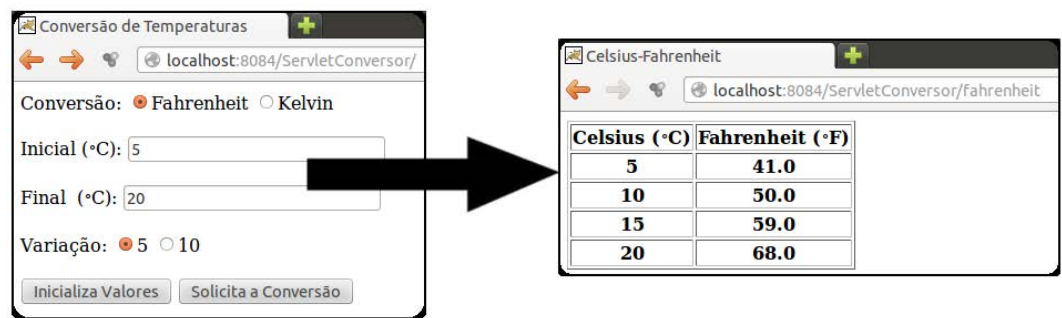 Conversão de Temperaturas
localhost:8084/ServletConversor/
Conversão: Fahrenheit Kelvin
Inicial (°C): 5
Final (°C): 20
Variação: 5 10
Inicializa Valores Solicita a Conversão
Celsius-Fahrenheit
localhost:8084/ServletConversor/Fahrenheit
Celsius (°C) Fahrenheit (°F)
5 41.0
10 50.0
15 59.0
20 68.0